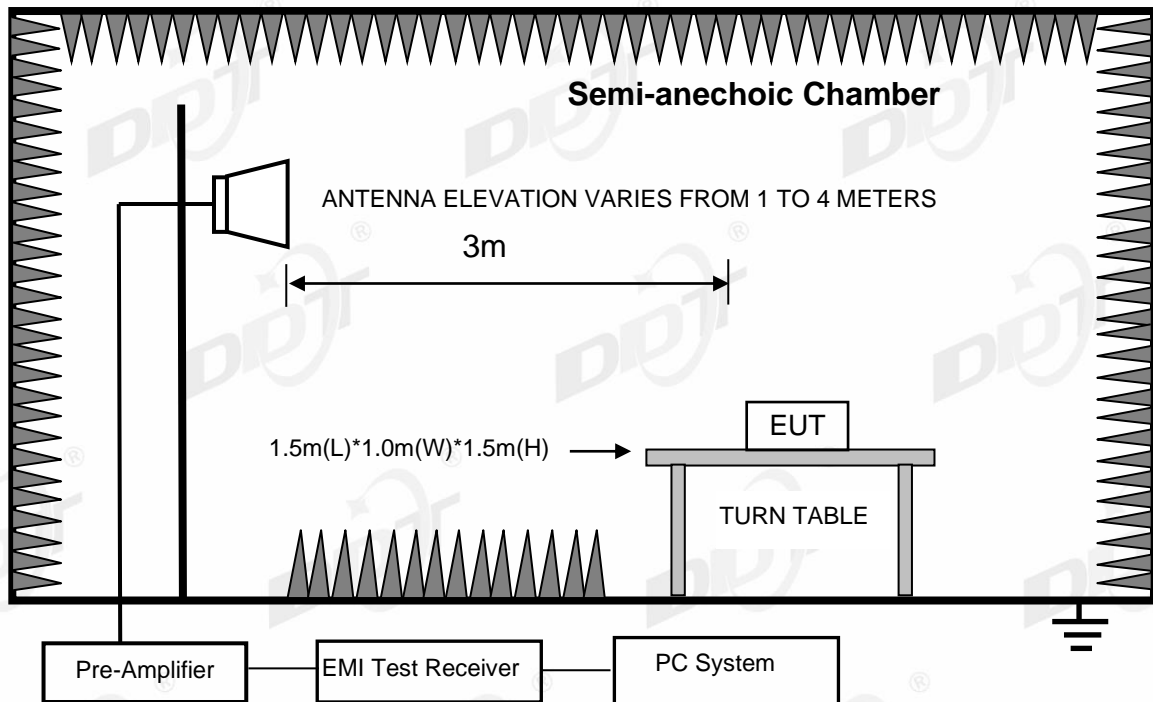 Semi-anechoic Chamber
ANTENNA ELEVATION VARIES FROM 1 TO 4 METERS
3m
EUT
1.5m(L)*1.0m(W)*1.5m(H)
TURN TABLE
Pre-Amplifier
EMI Test Receiver
PC System
DDT
®